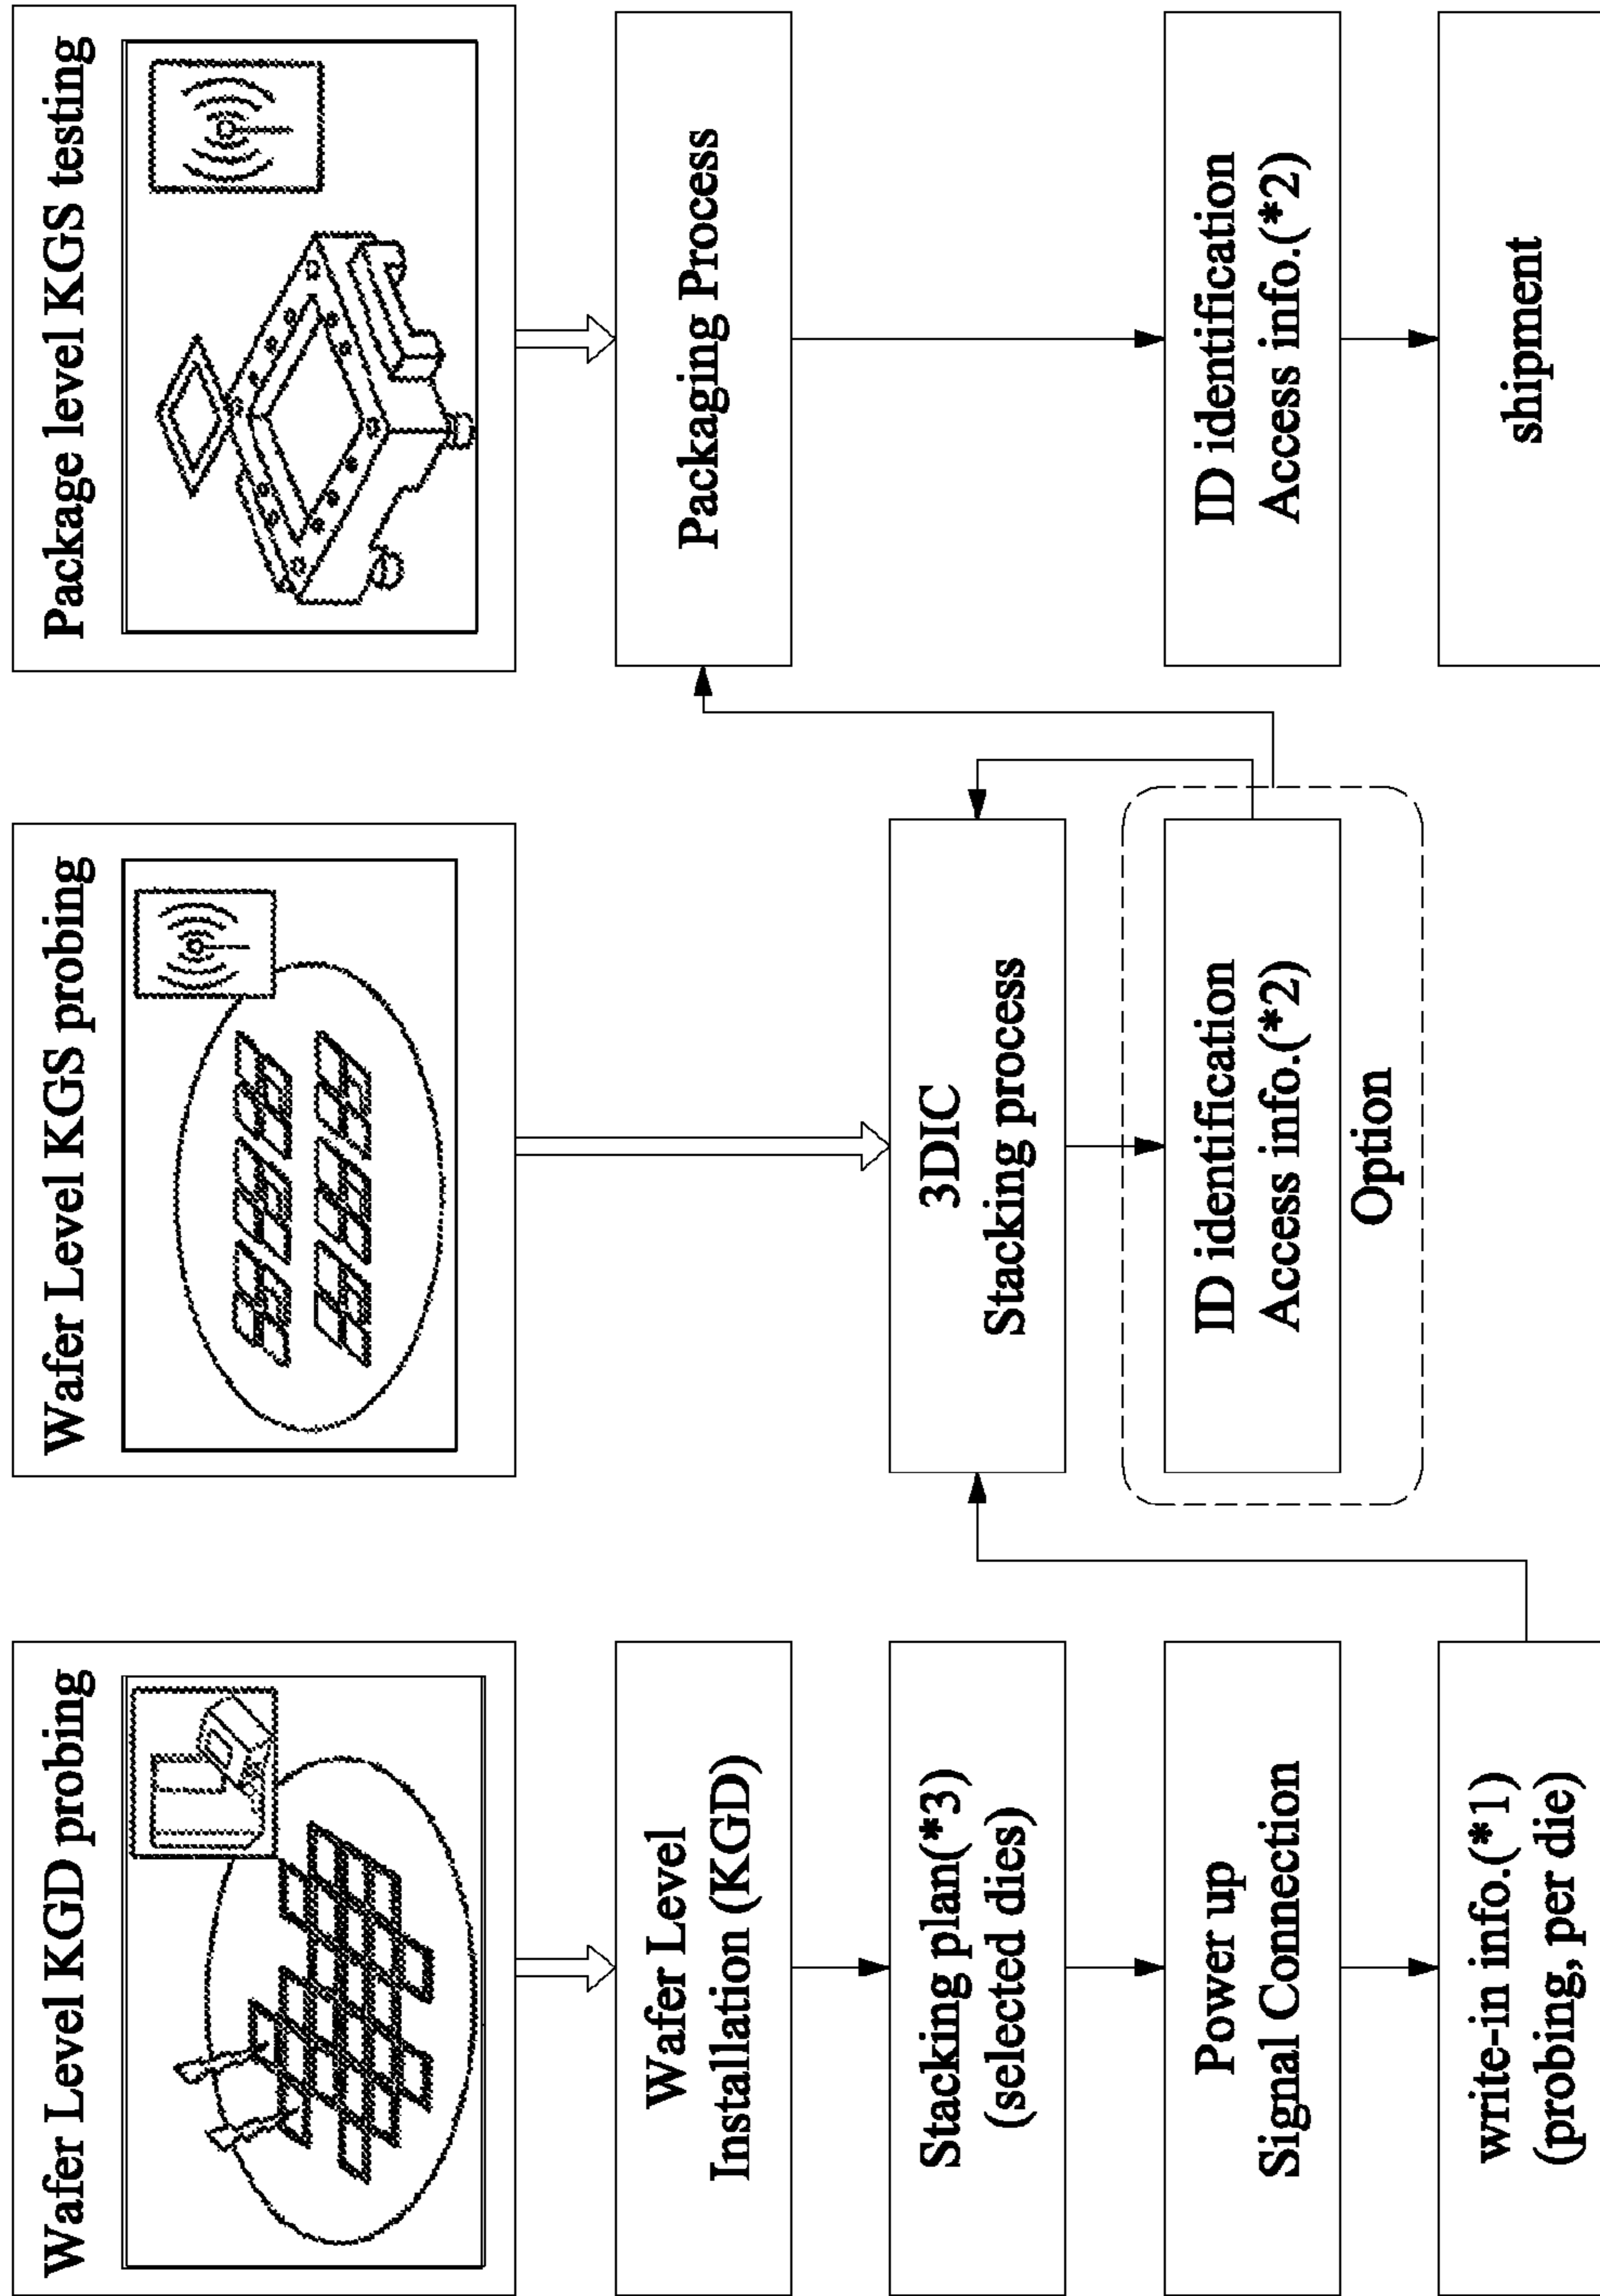 Wafer Level KGD probing
Wafer Level
Installation (KGD)
Stacking plan(*3)
(selected dies)
Power up
Signal Connection
write-in info.(*1)
(probing, per die)
Wafer Level KGS probing
3DIC
Stacking process
ID identification
Access info.(*2)
Option
Package level KGS testing
Packaging Process
ID identification
Access info.(*2)
shipment